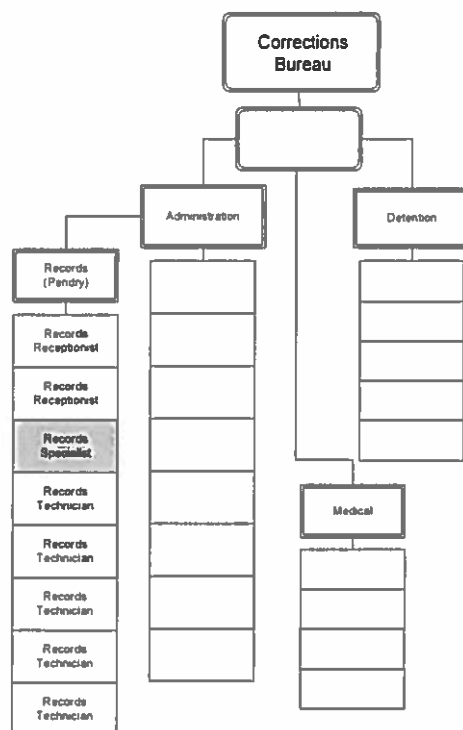 Corrections
Bureau
Administration
Detention
Records
(Pendry)
Records
Receptionist
Records
Receptionist
Records
Specialist
Records
Technician
Records
Technician
Records
Technician
Records
Technician
Records
Technician
Medical